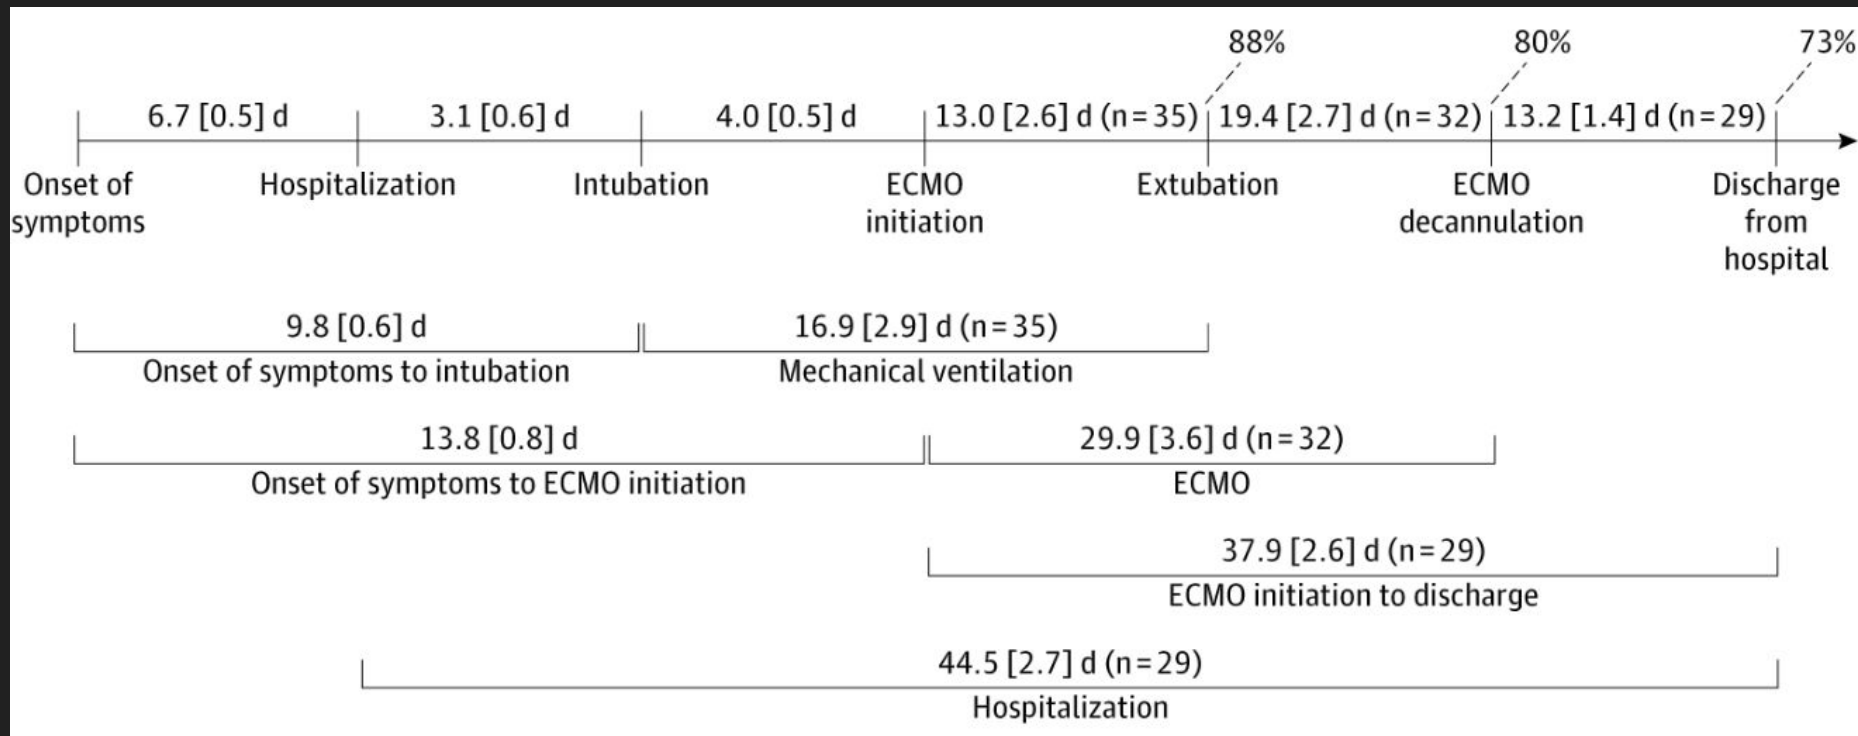 88%
80%
73%
6.7 [0.5] d
3.1 [0.6] d
4.0 [0.5] d
13.0 [2.6] d (n=35)
19.4 [2.7] d (n=32)
13.2 [1.4] d (n=29)
Onset of
symptoms
Hospitalization
Intubation
ECMO
initiation
Extubation
ECMO
decannulation
Discharge
from
hospital
9.8 [0.6] d
Onset of symptoms to intubation
16.9 [2.9] d (n=35)
Mechanical ventilation
13.8 [0.8] d
Onset of symptoms to ECMO initiation
29.9 [3.6] d (n=32)
ECMO
37.9 [2.6] d (n=29)
ECMO initiation to discharge
44.5 [2.7] d (n=29)
Hospitalization